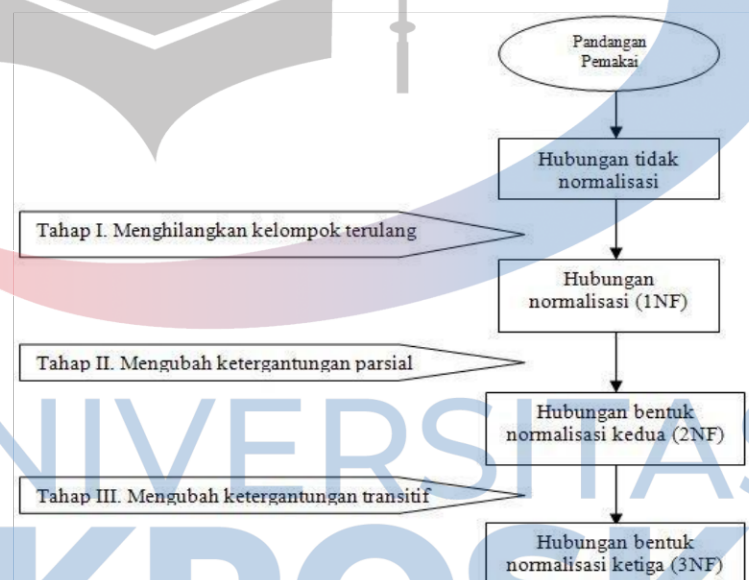 Pandangan
Pemakai
Hubungan tidak
normalisasi
Tahap I. Menghilangkan kelompok terulang
Hubungan
normalisasi (1NF)
Tahap II. Mengubah ketergantungan parsial
Hubungan bentuk
normalisasi kedua (2NF)
Tahap III. Mengubah ketergantungan transitif
Hubungan bentuk
normalisasi ketiga (3NF)
NIVERSITAS